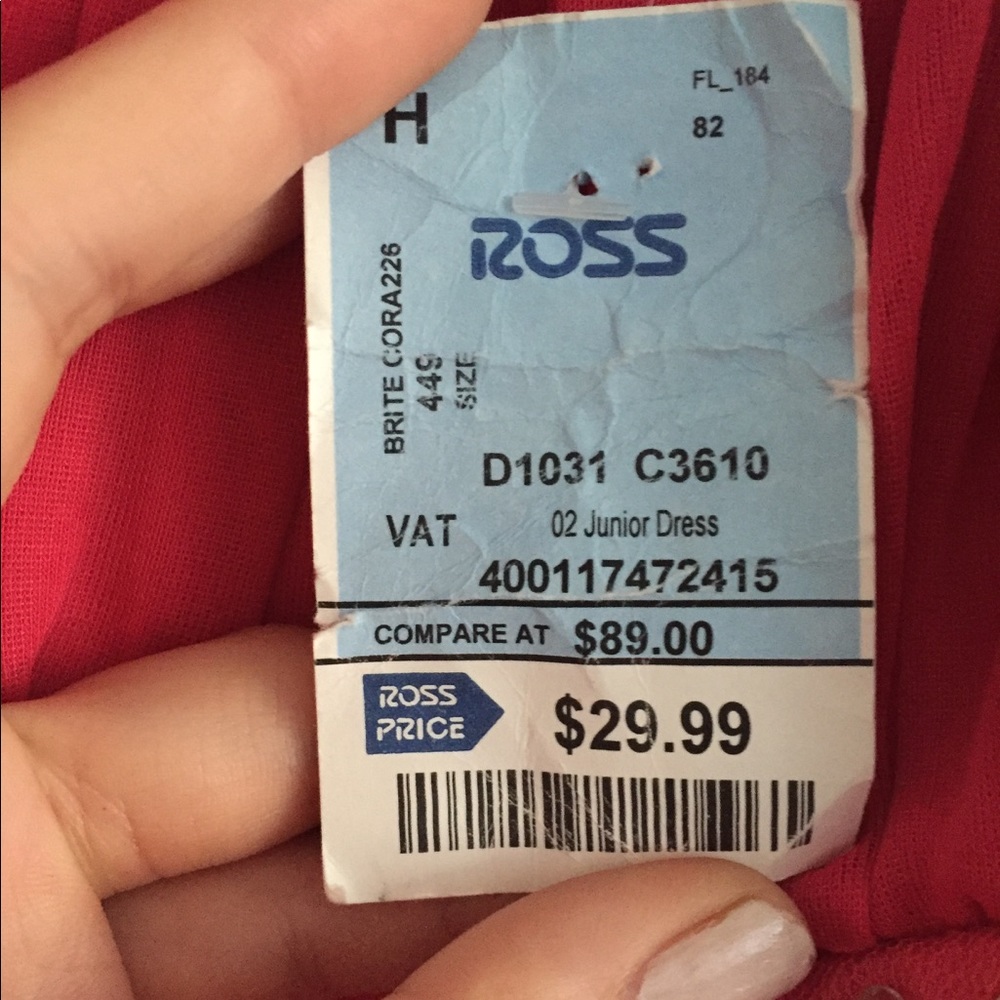 H
FL_184
82
ROSS
BRITE CORA226
449
SIZE
D1031 C3610
VAT
02 Junior Dress
400117472415
COMPARE AT $89.00
ROSS
PRICE
$29.99